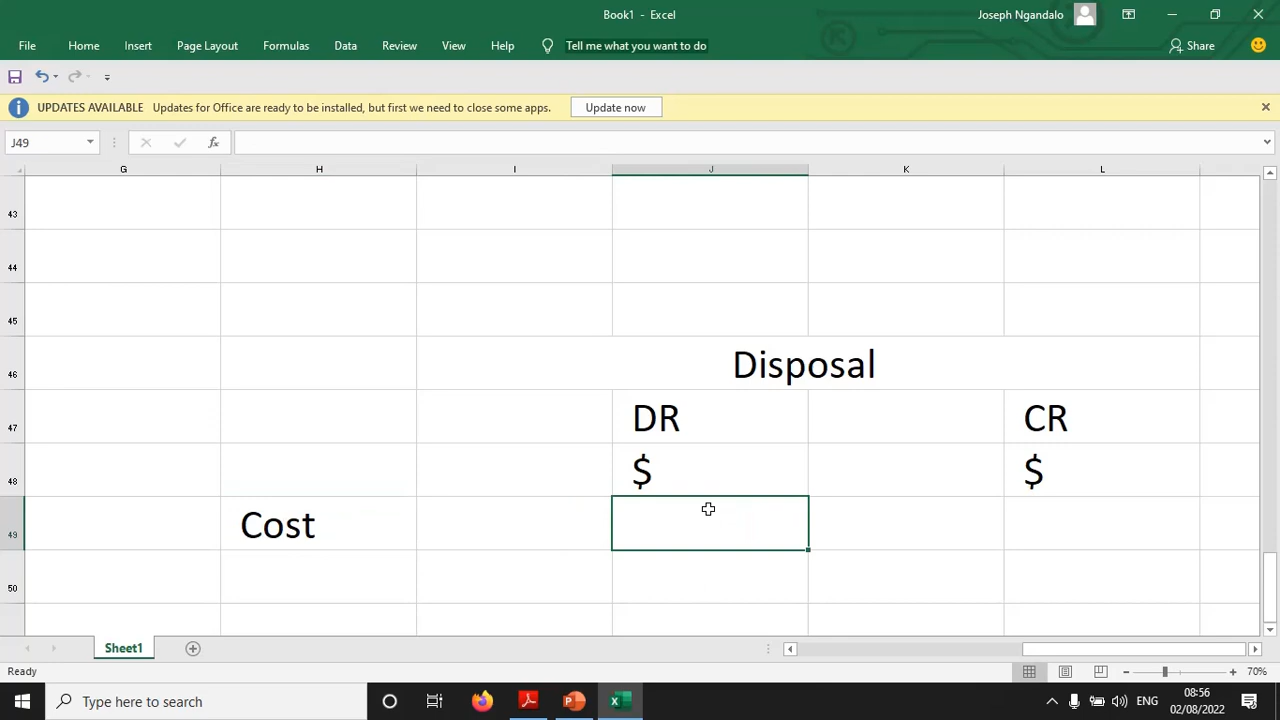 Book1 - Excel
Joseph Ngandalo
File Home Insert Page Layout Formulas Data Review View Help Tell me what you want to do Share
UPDATES AVAILABLE Updates for Office are ready to be installed, but first we need to close some apps. Update now
J49 fx
G H I J K L
43
44
45
46 Disposal
47 DR CR
48 $ $
49 Cost
50
Sheet1
Ready 70%
Type here to search ENG 08:56
02/08/2022